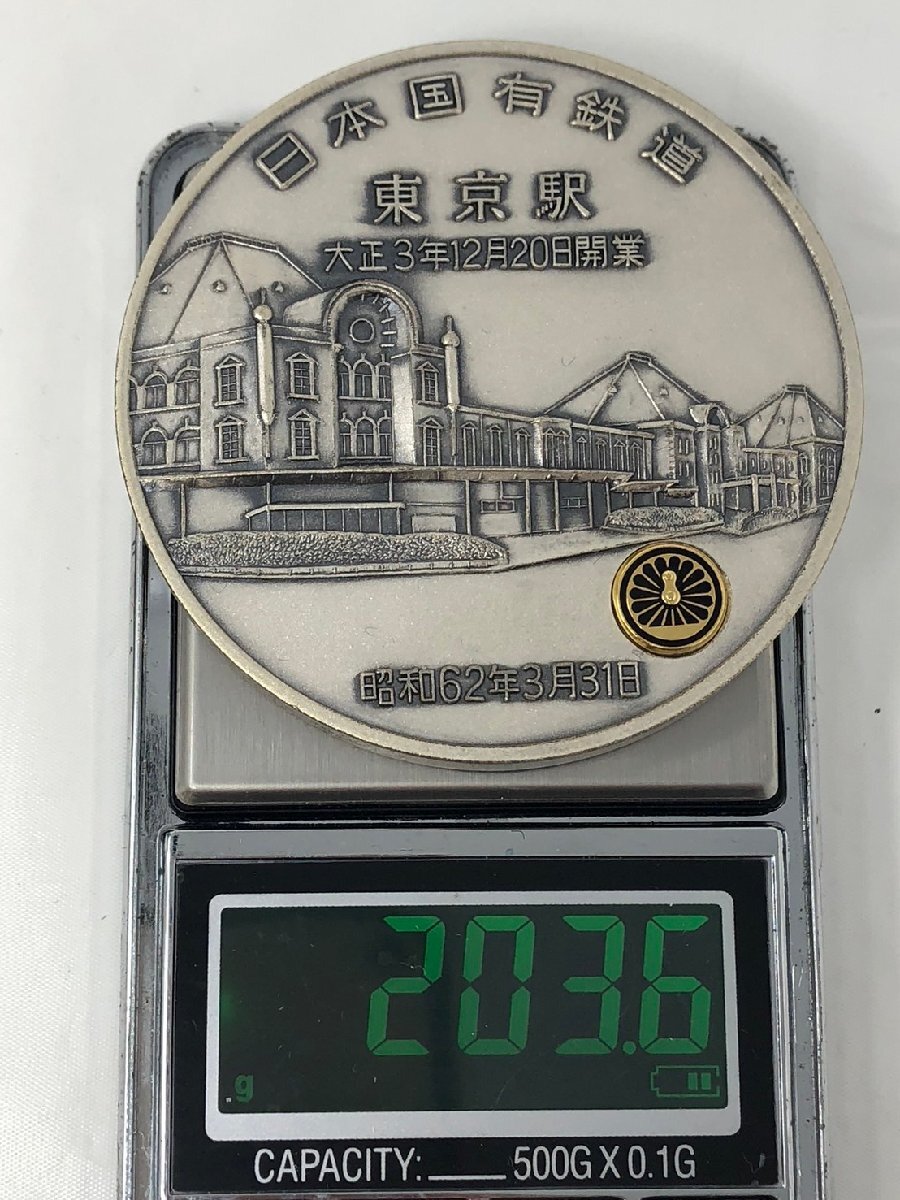 日本国有鉄道
東京駅
大正3年12月20日開業
昭和62年3月31日
203.6
.g
CAPACITY:____500G X 0.1G